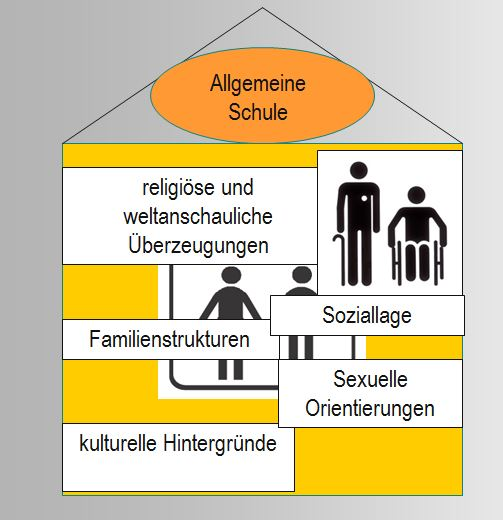 Allgemeine
Schule
religiöse und
weltanschauliche
Überzeugungen
Soziallage
Familienstrukturen
Sexuelle
Orientierungen
kulturelle Hintergründe